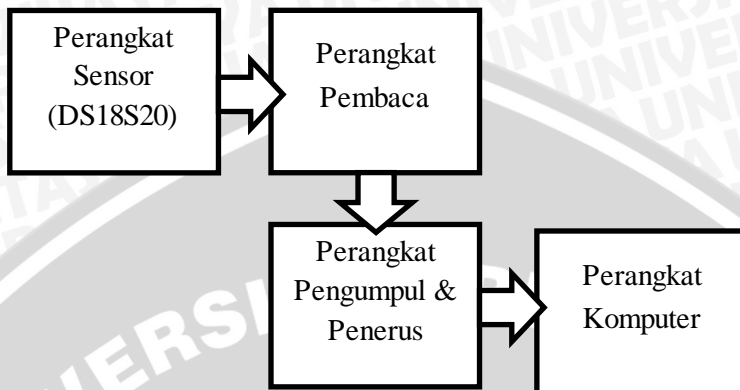 Perangkat
Sensor
(DS18S20)
Perangkat
Pembaca
Perangkat
Pengumpul &
Penerus
Perangkat
Komputer